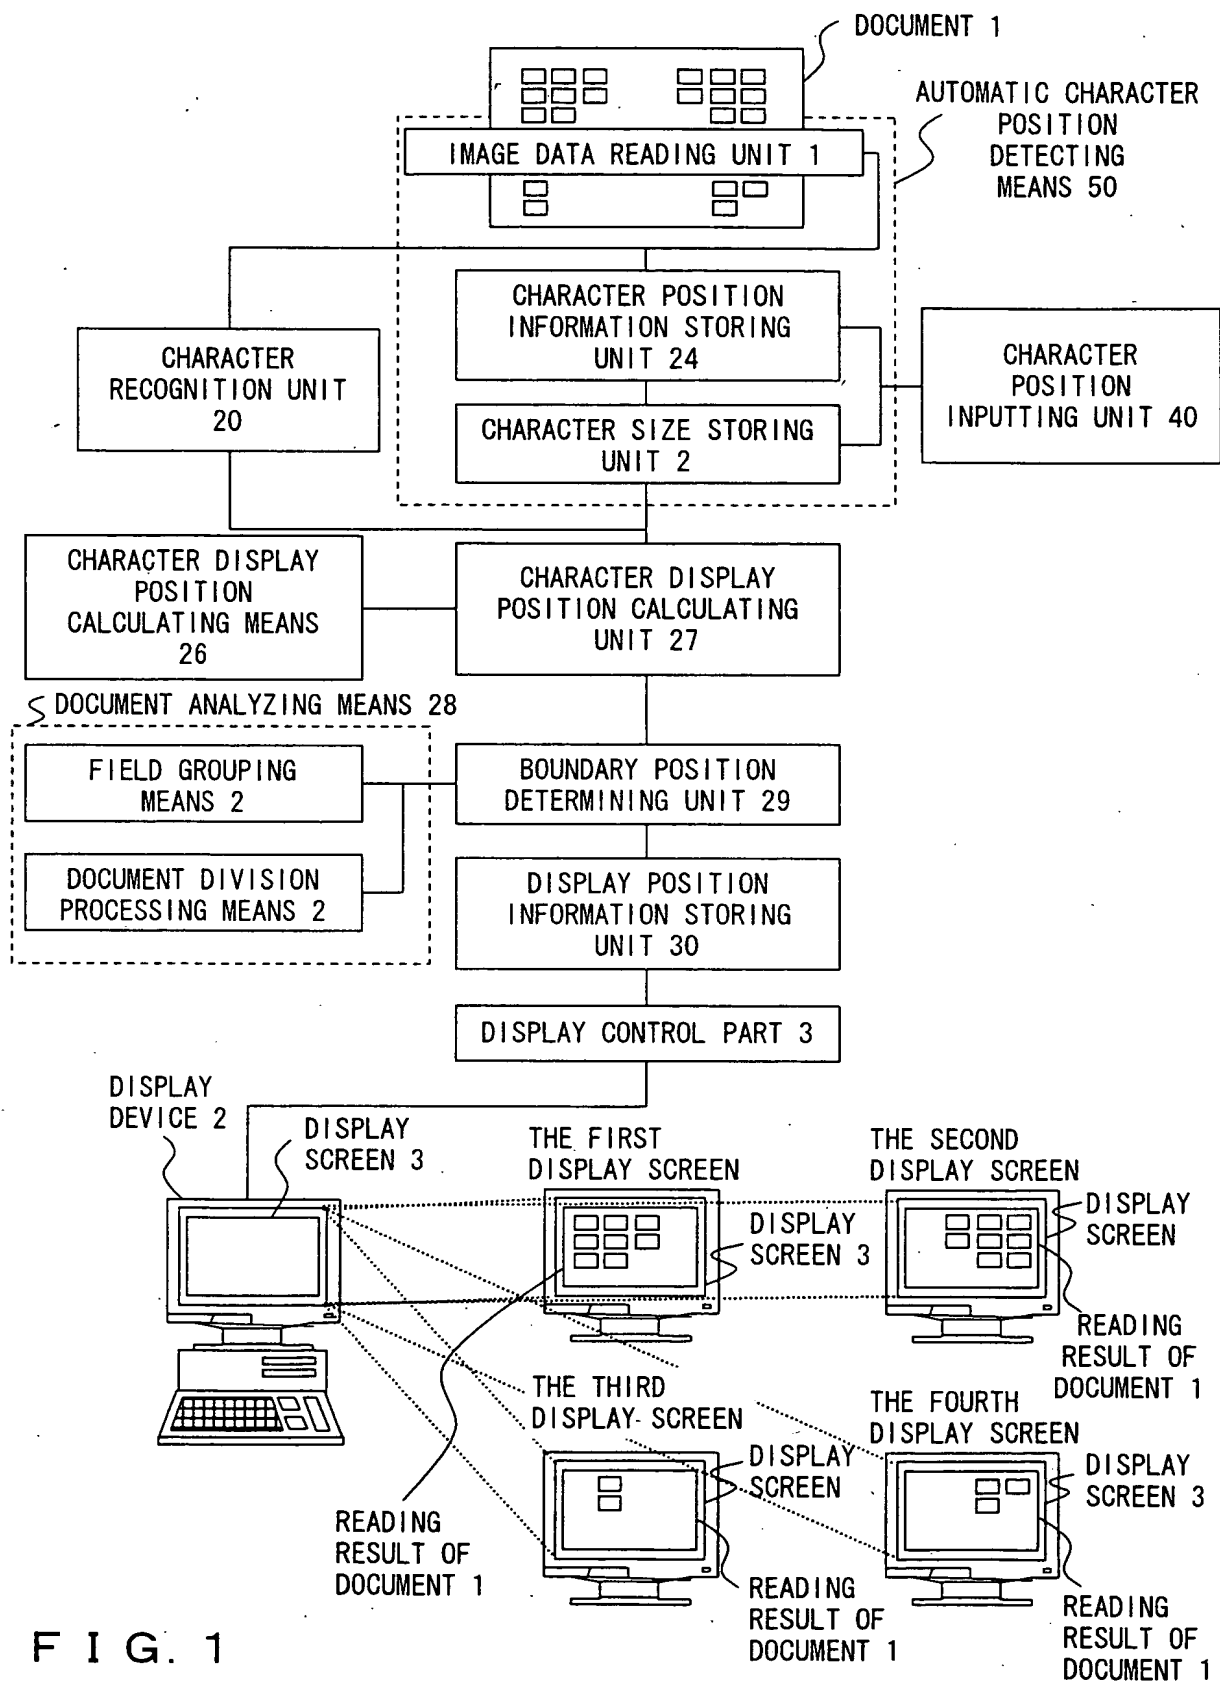 DOCUMENT 1
AUTOMATIC CHARACTER
POSITION
DETECTING
MEANS 50
IMAGE DATA READING UNIT 1
CHARACTER POSITION
INFORMATION STORING
UNIT 24
CHARACTER
RECOGNITION UNIT
20
CHARACTER
POSITION
INPUTTING UNIT 40
CHARACTER SIZE STORING
UNIT 2
CHARACTER DISPLAY
POSITION
CALCULATING MEANS
26
CHARACTER DISPLAY
POSITION CALCULATING
UNIT 27
DOCUMENT ANALYZING MEANS 28
FIELD GROUPING
MEANS 2
BOUNDARY POSITION
DETERMINING UNIT 29
DOCUMENT DIVISION
PROCESSING MEANS 2
DISPLAY POSITION
INFORMATION STORING
UNIT 30
DISPLAY CONTROL PART 3
DISPLAY
DEVICE 2
DISPLAY
SCREEN 3
THE FIRST
DISPLAY SCREEN
THE SECOND
DISPLAY SCREEN
DISPLAY
SCREEN 3
DISPLAY
SCREEN
READING
RESULT OF
DOCUMENT 1
THE THIRD
DISPLAY SCREEN
THE FOURTH
DISPLAY SCREEN
DISPLAY
SCREEN
DISPLAY
SCREEN 3
READING
RESULT OF
DOCUMENT 1
READING
RESULT OF
DOCUMENT 1
READING
RESULT OF
DOCUMENT 1
FIG. 1